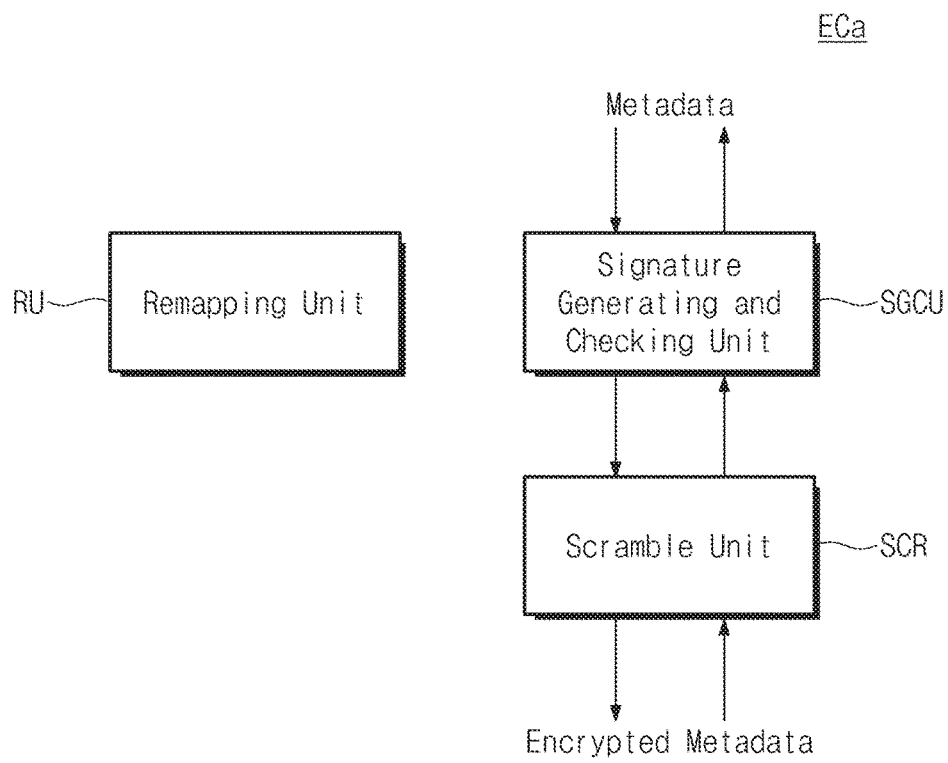 ECa
Metadata
RU
Remapping Unit
Signature
Generating and
Checking Unit
SGCU
Scramble Unit
SCR
Encrypted Metadata